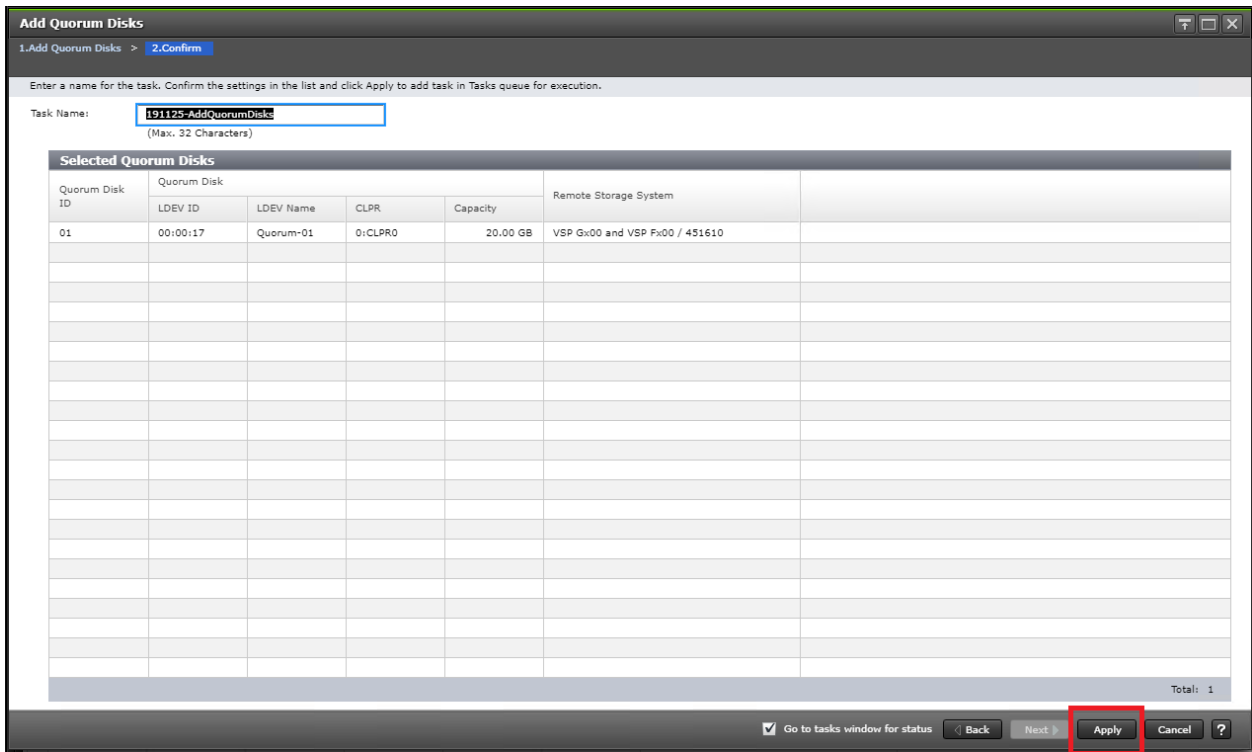 Add Quorum Disks
1.Add Quorum Disks > 2.Confirm
Enter a name for the task. Confirm the settings in the list and click Apply to add task in Tasks queue for execution.
Task Name: 191125-AddQuorumDisks
(Max. 32 Characters)
Selected Quorum Disks
Quorum Disk ID Quorum Disk Remote Storage System
LDEV ID LDEV Name CLPR Capacity
01 00:00:17 Quorum-01 0:CLPR0 20.00 GB VSP Gx00 and VSP Fx00 / 451610
Total: 1
Go to tasks window for status Back Next Apply Cancel ?